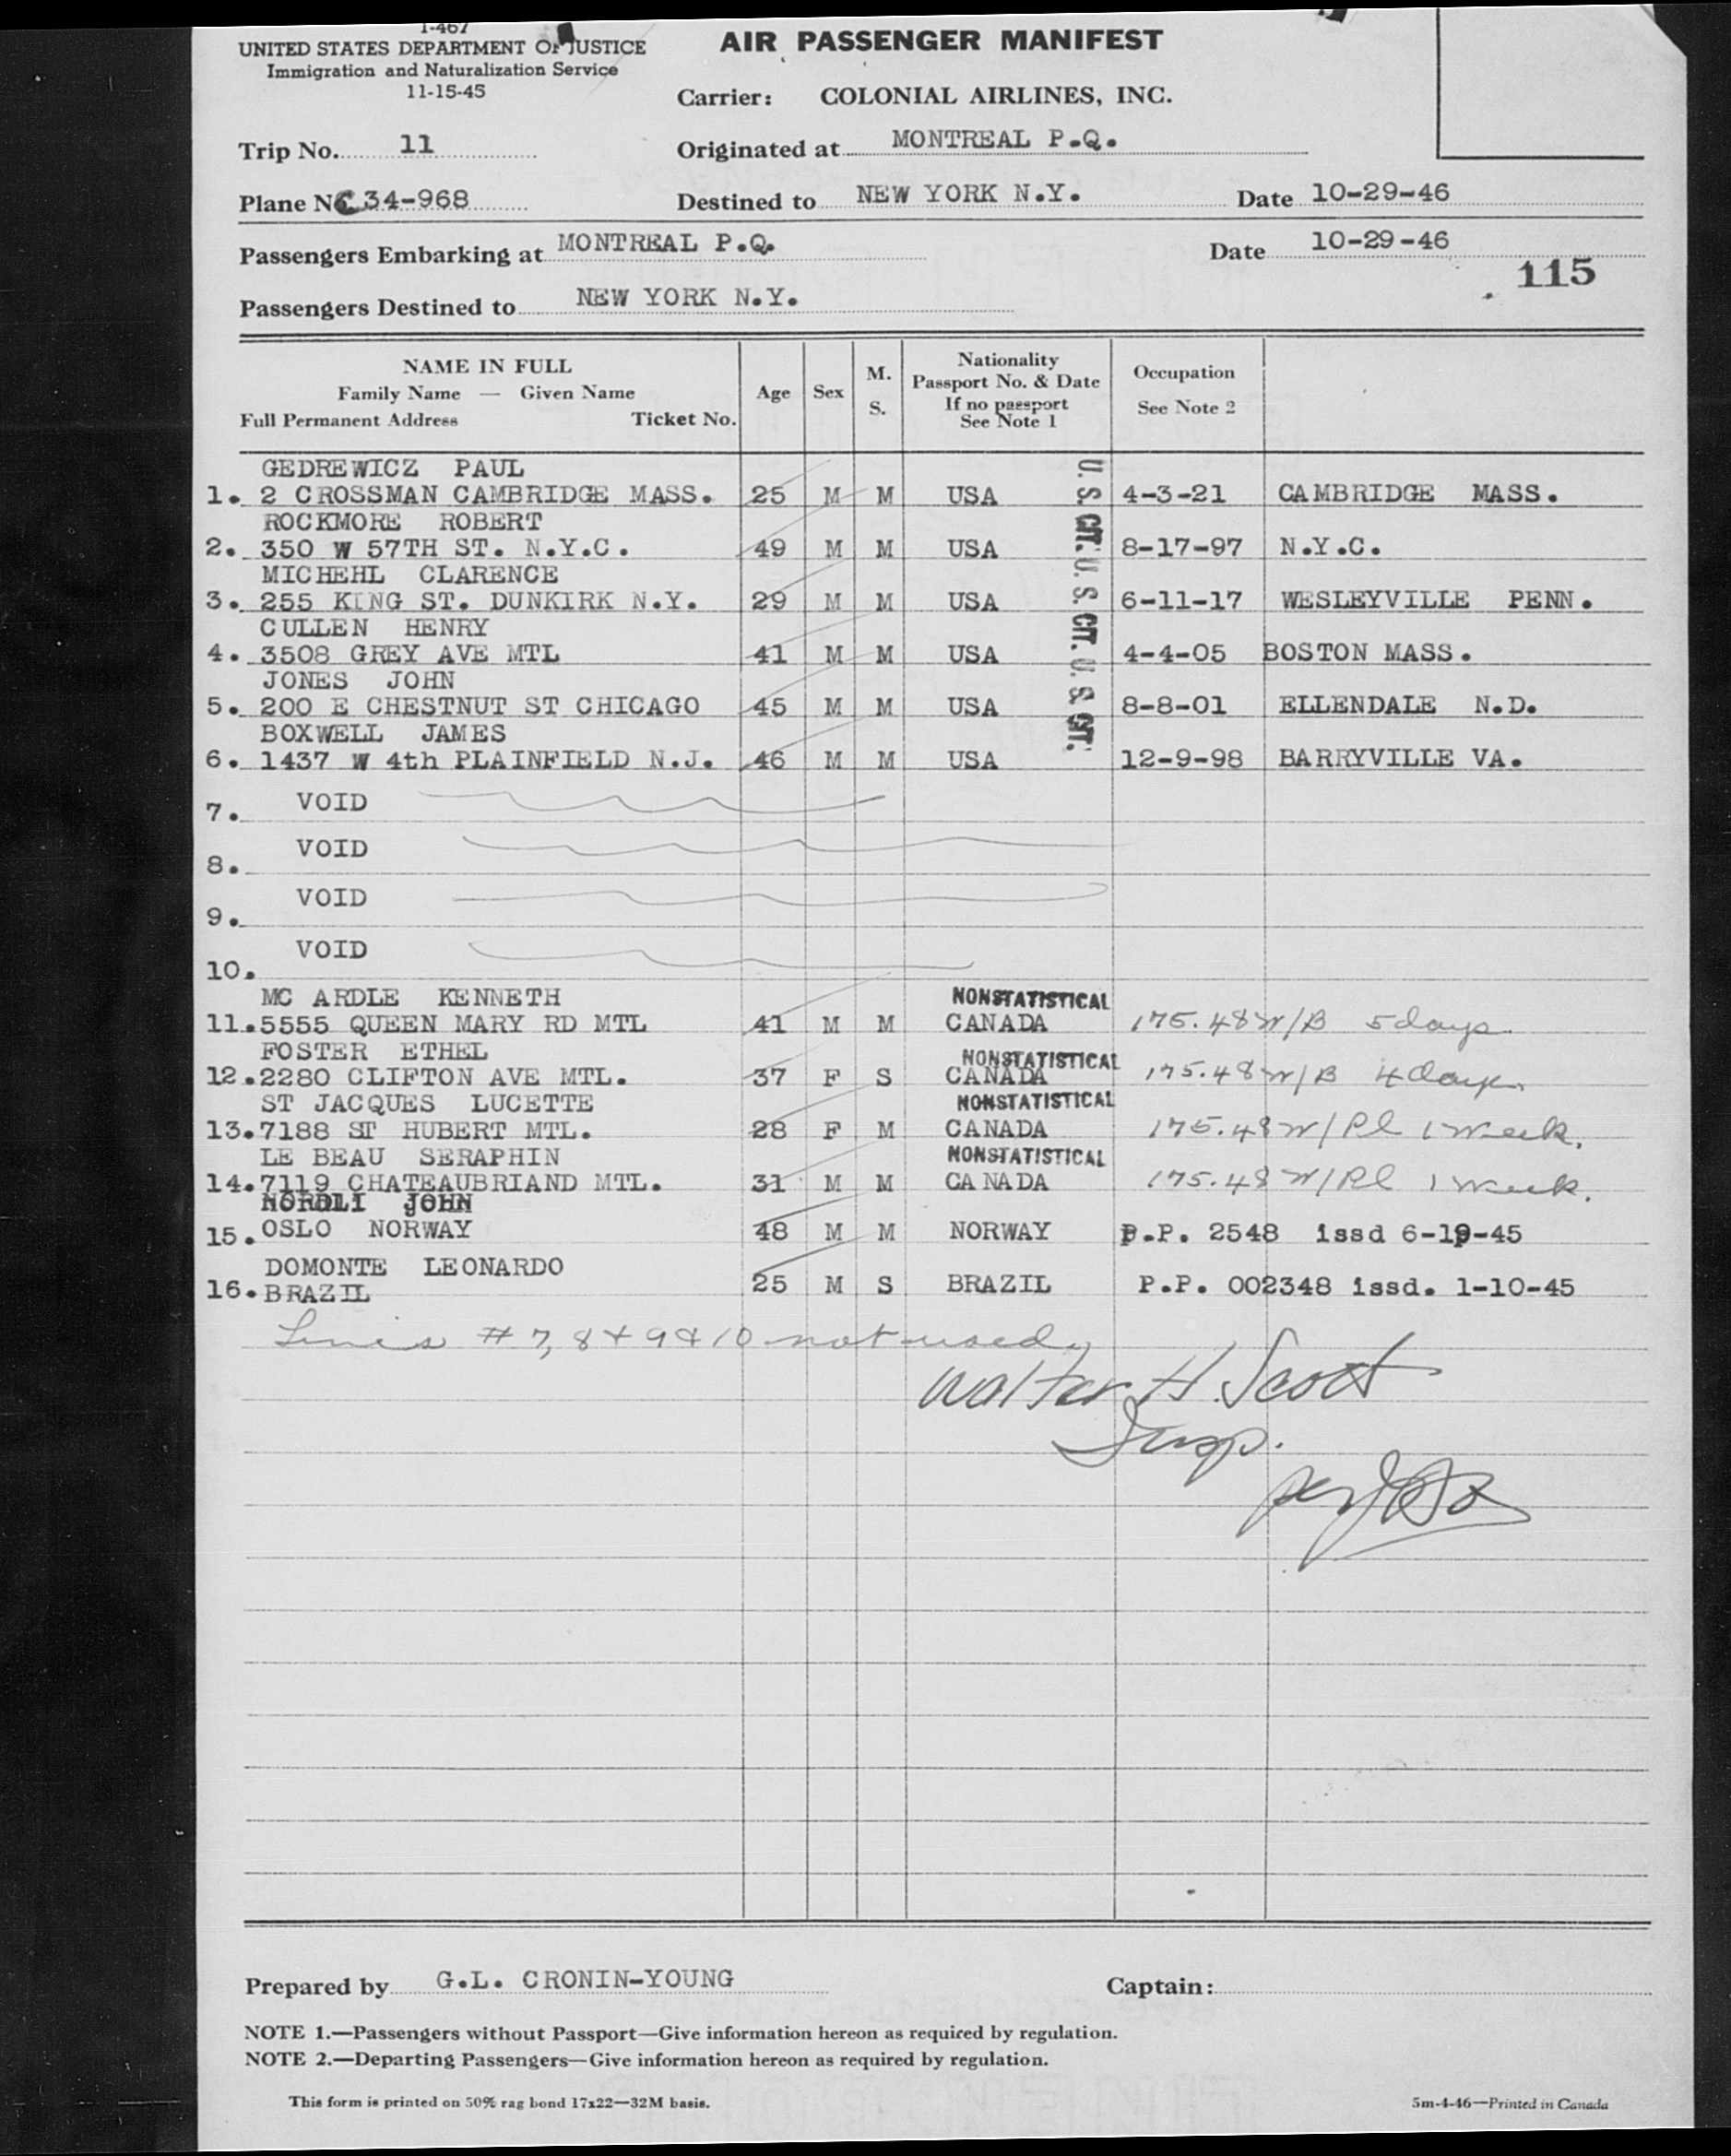 I-467
UNITED STATES DEPARTMENT OF JUSTICE
Immigration and Naturalization Service
11-15-45
AIR PASSENGER MANIFEST
Carrier: COLONIAL AIRLINES, INC.
Trip No. 11
Originated at MONTREAL P.Q.
Plane No. C 34-968
Destined to NEW YORK N.Y. Date 10-29-46
Passengers Embarking at MONTREAL P.Q. Date 10-29-46
115
Passengers Destined to NEW YORK N.Y.
NAME IN FULL
Family Name — Given Name
Full Permanent Address Ticket No.
Age
Sex
M.
S.
Nationality
Passport No. & Date
If no passport
See Note 1
Occupation
See Note 2
GEDREWICZ PAUL
1. 2 CROSSMAN CAMBRIDGE MASS. 25 M M USA U. S. CIT. 4-3-21 CAMBRIDGE MASS.
ROCKMORE ROBERT
2. 350 W 57TH ST. N.Y.C. 49 M M USA 8-17-97 N.Y.C.
MICHEHL CLARENCE
3. 255 KING ST. DUNKIRK N.Y. 29 M M USA U. S. CIT. 6-11-17 WESLEYVILLE PENN.
CULLEN HENRY
4. 3508 GREY AVE MTL 41 M M USA 4-4-05 BOSTON MASS.
JONES JOHN
5. 200 E CHESTNUT ST CHICAGO 45 M M USA U. S. CIT. 8-8-01 ELLENDALE N.D.
BOXWELL JAMES
6. 1437 W 4th PLAINFIELD N.J. 46 M M USA 12-9-98 BARRYVILLE VA.
7. VOID
8. VOID
9. VOID
10. VOID
MC ARDLE KENNETH NONSTATISTICAL
11. 5555 QUEEN MARY RD MTL 41 M M CANADA 175.48 W/B 5 days.
FOSTER ETHEL NONSTATISTICAL
12. 2280 CLIFTON AVE MTL. 37 F S CANADA 175.48 W/B 4 days.
ST JACQUES LUCETTE NONSTATISTICAL
13. 7188 ST HUBERT MTL. 28 F M CANADA 175.48 W/Pl 1 week.
LE BEAU SERAPHIN NONSTATISTICAL
14. 7119 CHATEAUBRIAND MTL. 31 M M CANADA 175.48 W/Pl 1 week.
NORDLI JOHN
15. OSLO NORWAY 48 M M NORWAY P.P. 2548 issd 6-19-45
DOMONTE LEONARDO
16. BRAZIL 25 M S BRAZIL P.P. 002348 issd. 1-10-45
Lines # 7, 8 & 9 & 10 not used
Walter H. Scott
Insp.
Prepared by G.L. CRONIN-YOUNG
Captain:
NOTE 1.—Passengers without Passport—Give information hereon as required by regulation.
NOTE 2.—Departing Passengers—Give information hereon as required by regulation.
This form is printed on 50% rag bond 17x22—32M basis.
5m-4-46—Printed in Canada